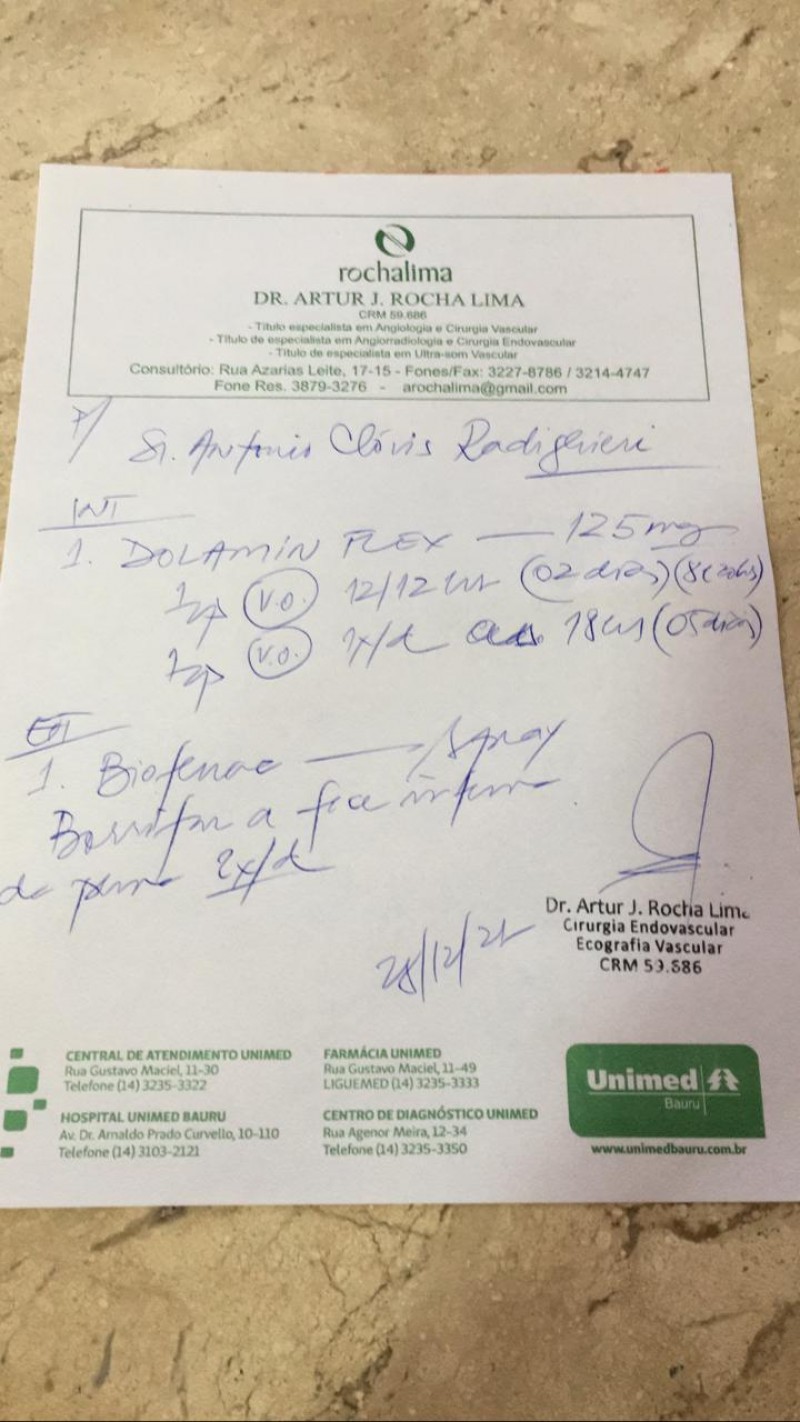 rochalima
DR. ARTUR J. ROCHA LIMA
CRM 59.686
- Título especialista em Angiologia e Cirurgia Vascular
- Título de especialista em Angiorradiologia e Cirurgia Endovascular
- Título de especialista em Ultra-som Vascular
Consultório: Rua Azarias Leite, 17-15 - Fones/Fax: 3227-8786 / 3214-4747
Fone Res. 3879-3276 - arochalima@gmail.com
P/ Sr. Antonio Clóvis Radighieri
INT
1. DOLAMIN FLEX — 125mg
1cp V.O. 12/12hs (02 dias) (8e20hs)
1cp V.O. 1x/d 18hs (05 dias)
EXT
1. Biofenac — Spray
Borrifar a face interna
da perna 2x/d
28/12/21
Dr. Artur J. Rocha Lima
Cirurgia Endovascular
Ecografia Vascular
CRM 59.686
CENTRAL DE ATENDIMENTO UNIMED
Rua Gustavo Maciel, 11-30
Telefone (14) 3235-3322
HOSPITAL UNIMED BAURU
Av. Dr. Arnaldo Prado Curvello, 10-110
Telefone (14) 3103-2121
FARMÁCIA UNIMED
Rua Gustavo Maciel, 11-49
LIGUEMED (14) 3235-3333
CENTRO DE DIAGNÓSTICO UNIMED
Rua Agenor Meira, 12-34
Telefone (14) 3235-3350
Unimed
Bauru
www.unimedbauru.com.br